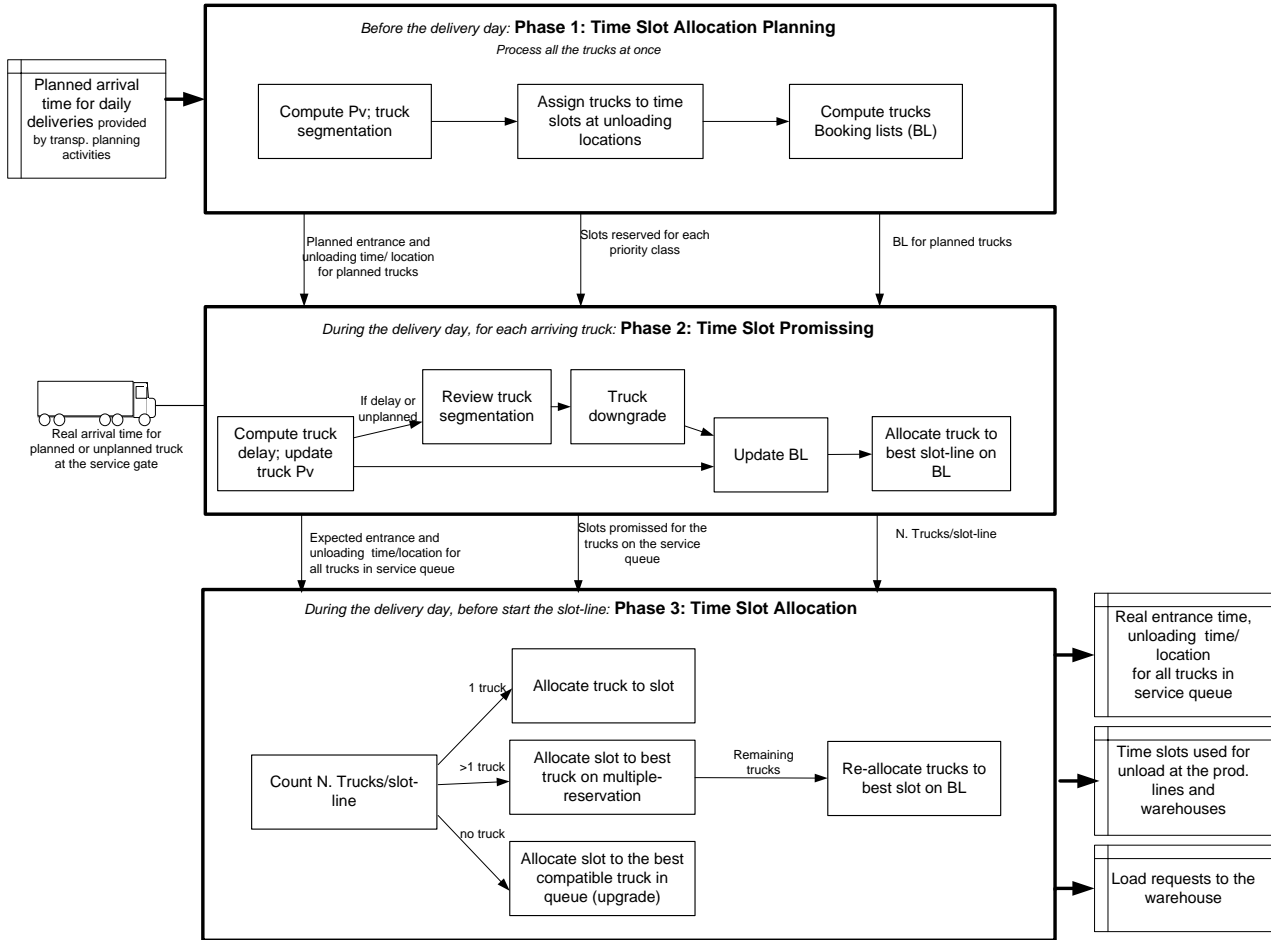 Before the delivery day: Phase 1: Time Slot Allocation Planning
Process all the trucks at once
Planned arrival
time for daily
deliveries provided
by transp. planning
activities
Compute Pv; truck
segmentation
Assign trucks to time
slots at unloading
locations
Compute trucks
Booking lists (BL)
Planned entrance and
unloading time/ location
for planned trucks
Slots reserved for each
priority class
BL for planned trucks
During the delivery day, for each arriving truck: Phase 2: Time Slot Promissing
Real arrival time for
planned or unplanned truck
at the service gate
Compute truck
delay; update
truck Pv
If delay or
unplanned
Review truck
segmentation
Truck
downgrade
Update BL
Allocate truck to
best slot-line on
BL
Expected entrance and
unloading time/location for
all trucks in service queue
Slots promissed for the
trucks on the service
queue
N. Trucks/slot-line
During the delivery day, before start the slot-line: Phase 3: Time Slot Allocation
Count N. Trucks/slot-
line
1 truck
Allocate truck to slot
>1 truck
Allocate slot to best
truck on multiple-
reservation
Remaining
trucks
Re-allocate trucks to
best slot on BL
no truck
Allocate slot to the best
compatible truck in
queue (upgrade)
Real entrance time,
unloading time/
location
for all trucks in
service queue
Time slots used for
unload at the prod.
lines and
warehouses
Load requests to the
warehouse